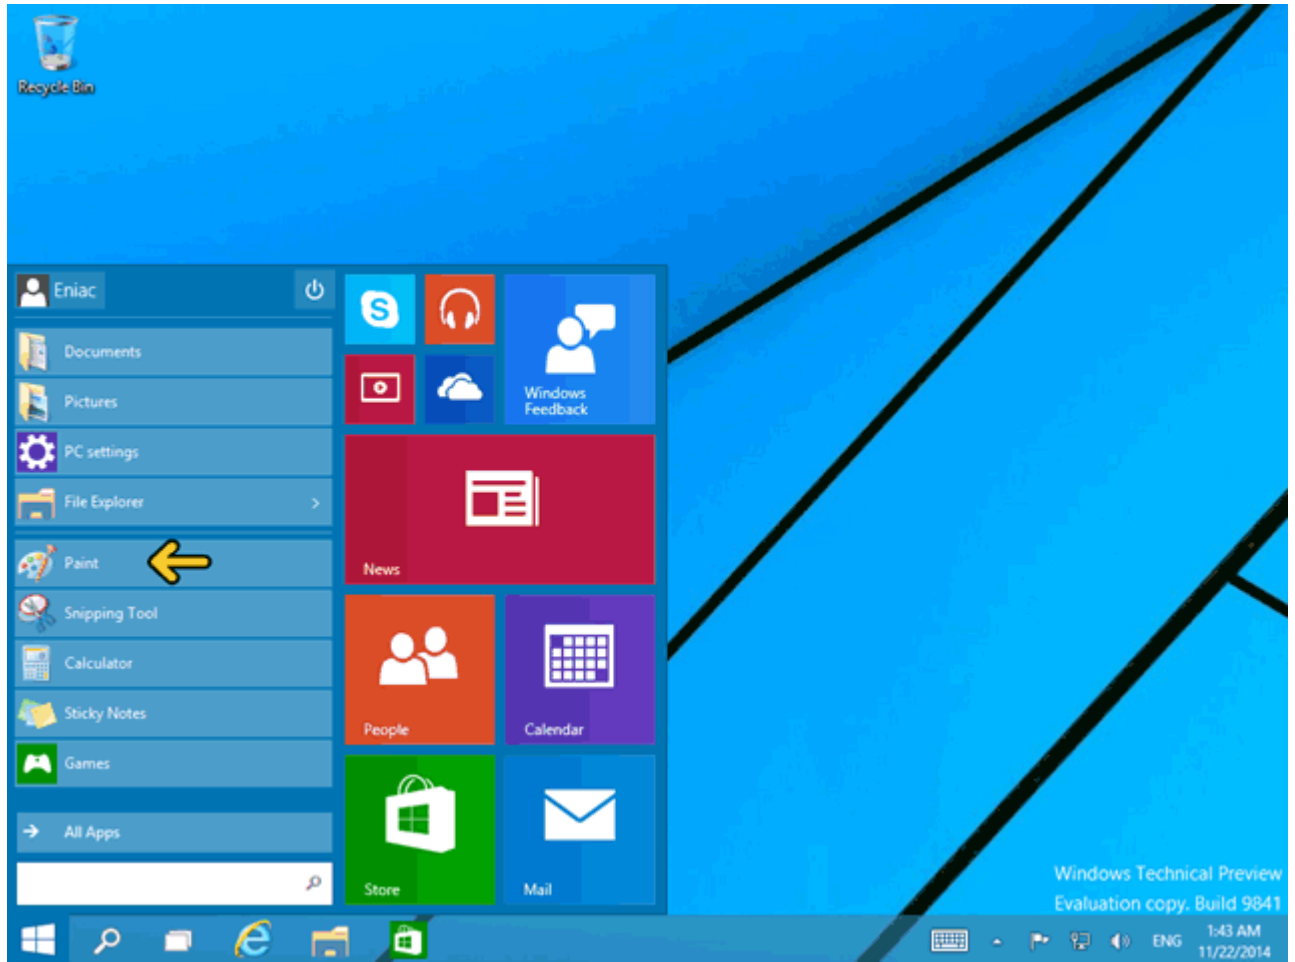 Recycle Bin
Eniac
Documents
Pictures
PC settings
File Explorer
Paint
Snipping Tool
Calculator
Sticky Notes
Games
All Apps
Windows
Feedback
News
People
Calendar
Store
Mail
Windows Technical Preview
Evaluation copy. Build 9841
ENG
1:43 AM
11/22/2014